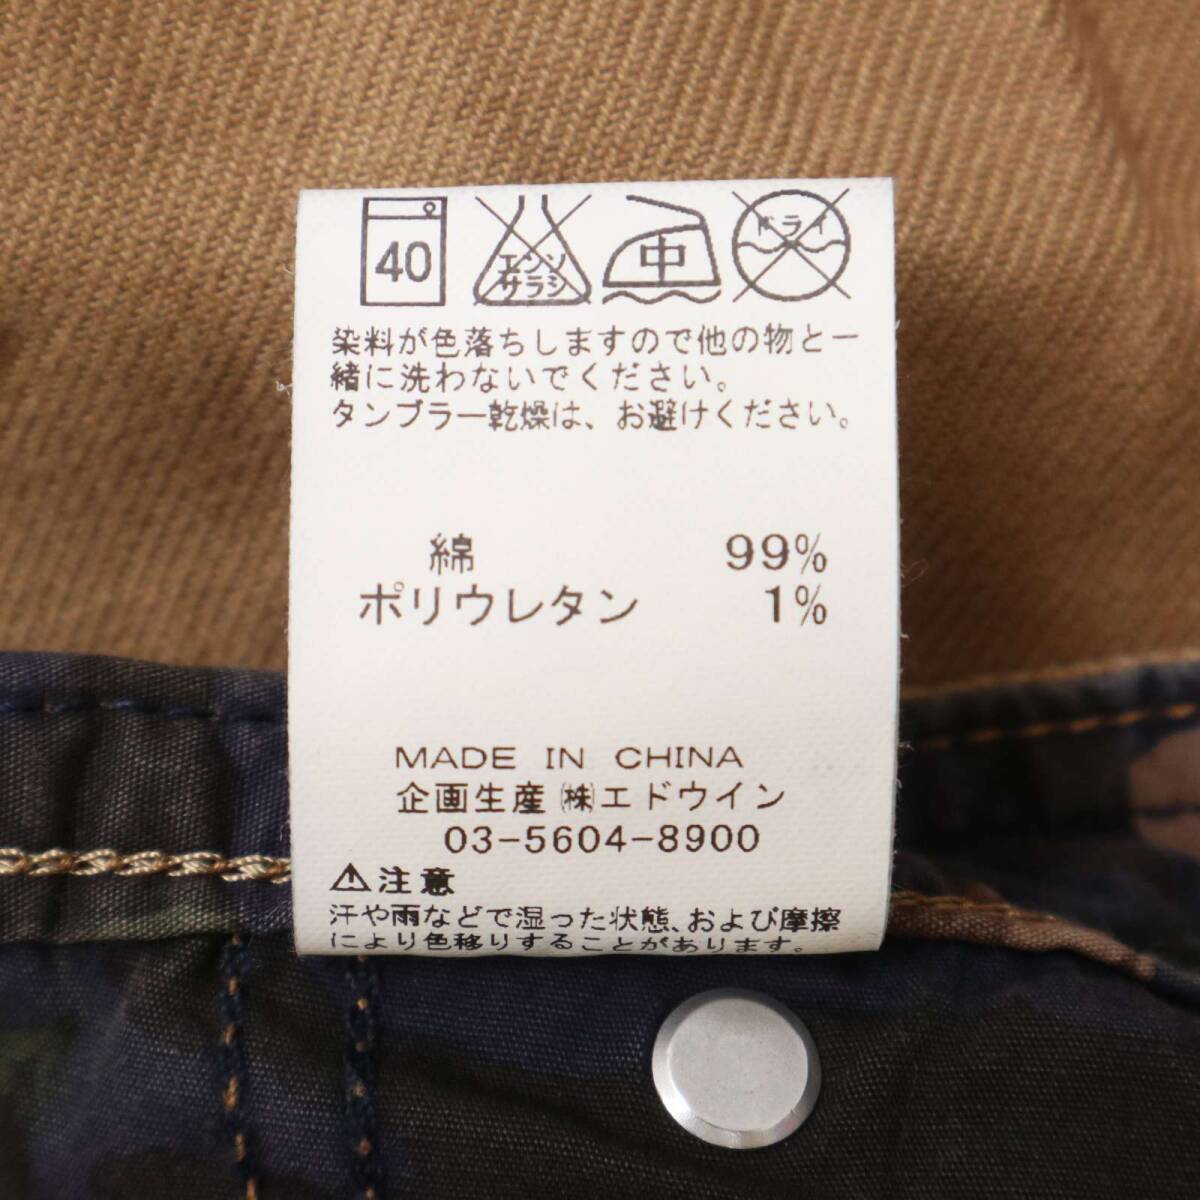 40
エンソ
サラシ
中
ドライ
染料が色落ちしますので他の物と一
緒に洗わないでください。
タンブラー乾燥は、お避けください。
綿 99%
ポリウレタン 1%
MADE IN CHINA
企画生産 ㈱エドウイン
03-5604-8900
⚠注意
汗や雨などで湿った状態、および摩擦
により色移りすることがあります。